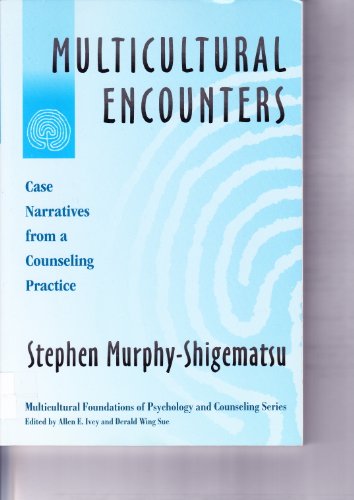 MULTICULTURAL
ENCOUNTERS
Case
Narratives
from a
Counseling
Practice
Stephen Murphy-Shigematsu
Multicultural Foundations of Psychology and Counseling Series
Edited by Allen E. Ivey and Derald Wing Sue